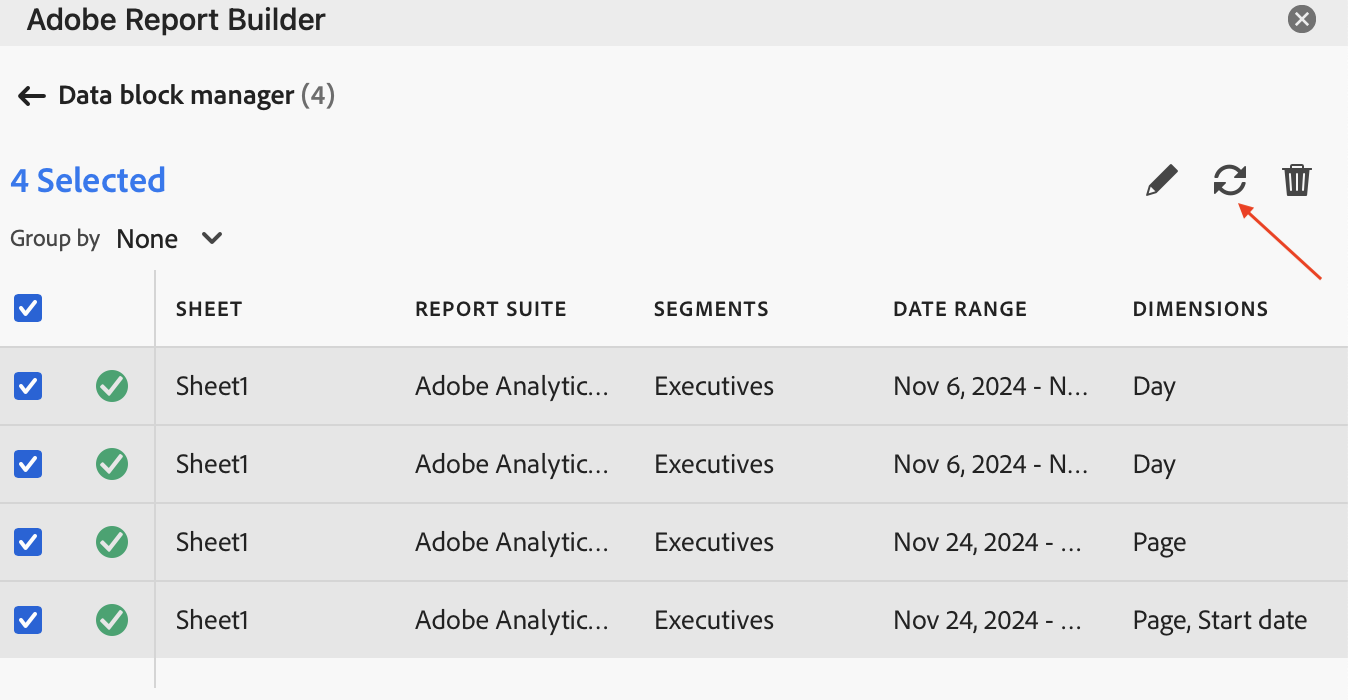 Adobe Report Builder
Data block manager (4)
4 Selected
Group by None
SHEET REPORT SUITE SEGMENTS DATE RANGE DIMENSIONS
Sheet1 Adobe Analytic... Executives Nov 6, 2024 - N... Day
Sheet1 Adobe Analytic... Executives Nov 6, 2024 - N... Day
Sheet1 Adobe Analytic... Executives Nov 24, 2024 - ... Page
Sheet1 Adobe Analytic... Executives Nov 24, 2024 - ... Page, Start date